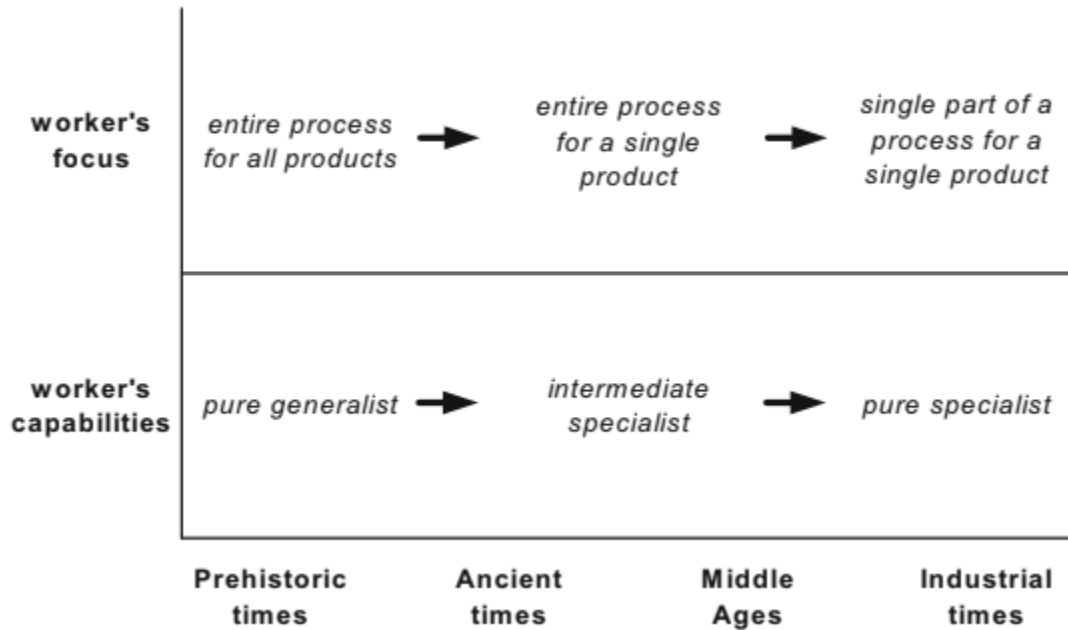 worker's
focus
entire process
for all products
entire process
for a single
product
single part of a
process for a
single product
worker's
capabilities
pure generalist
intermediate
specialist
pure specialist
Prehistoric
times
Ancient
times
Middle
Ages
Industrial
times